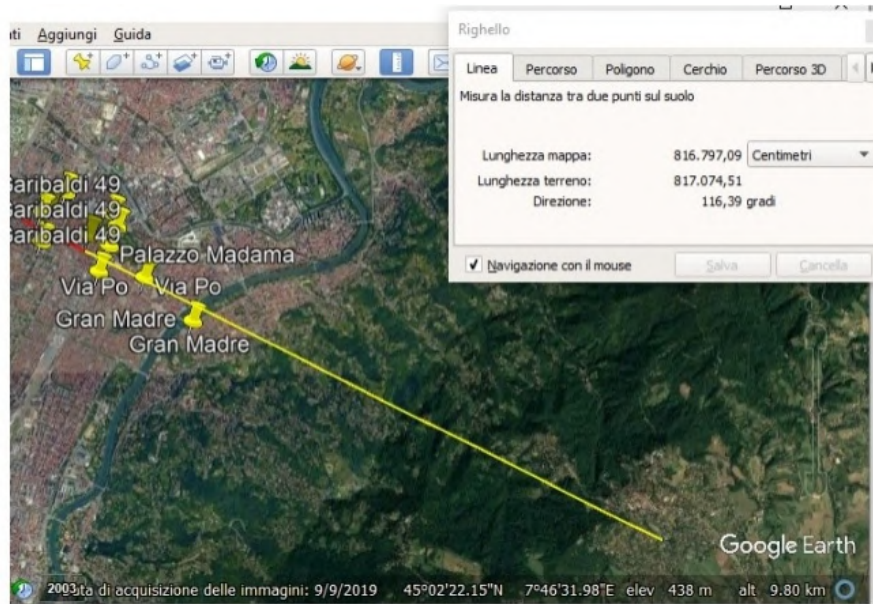 ti Aggiungi Guida
Righello
Linea Percorso Poligono Cerchio Percorso 3D
Misura la distanza tra due punti sul suolo
Lunghezza mappa: 816.797,09 Centimetri
Lunghezza terreno: 817.074,51
Direzione: 116,39 gradi
Navigazione con il mouse Salva Cancella
Garibaldi 49
Garibaldi 49
Garibaldi 49
Palazzo Madama
Via Po Via Po
Gran Madre
Gran Madre
Google Earth
2003 ta di acquisizione delle immagini: 9/9/2019 45°02'22.15"N 7°46'31.98"E elev 438 m alt 9.80 km